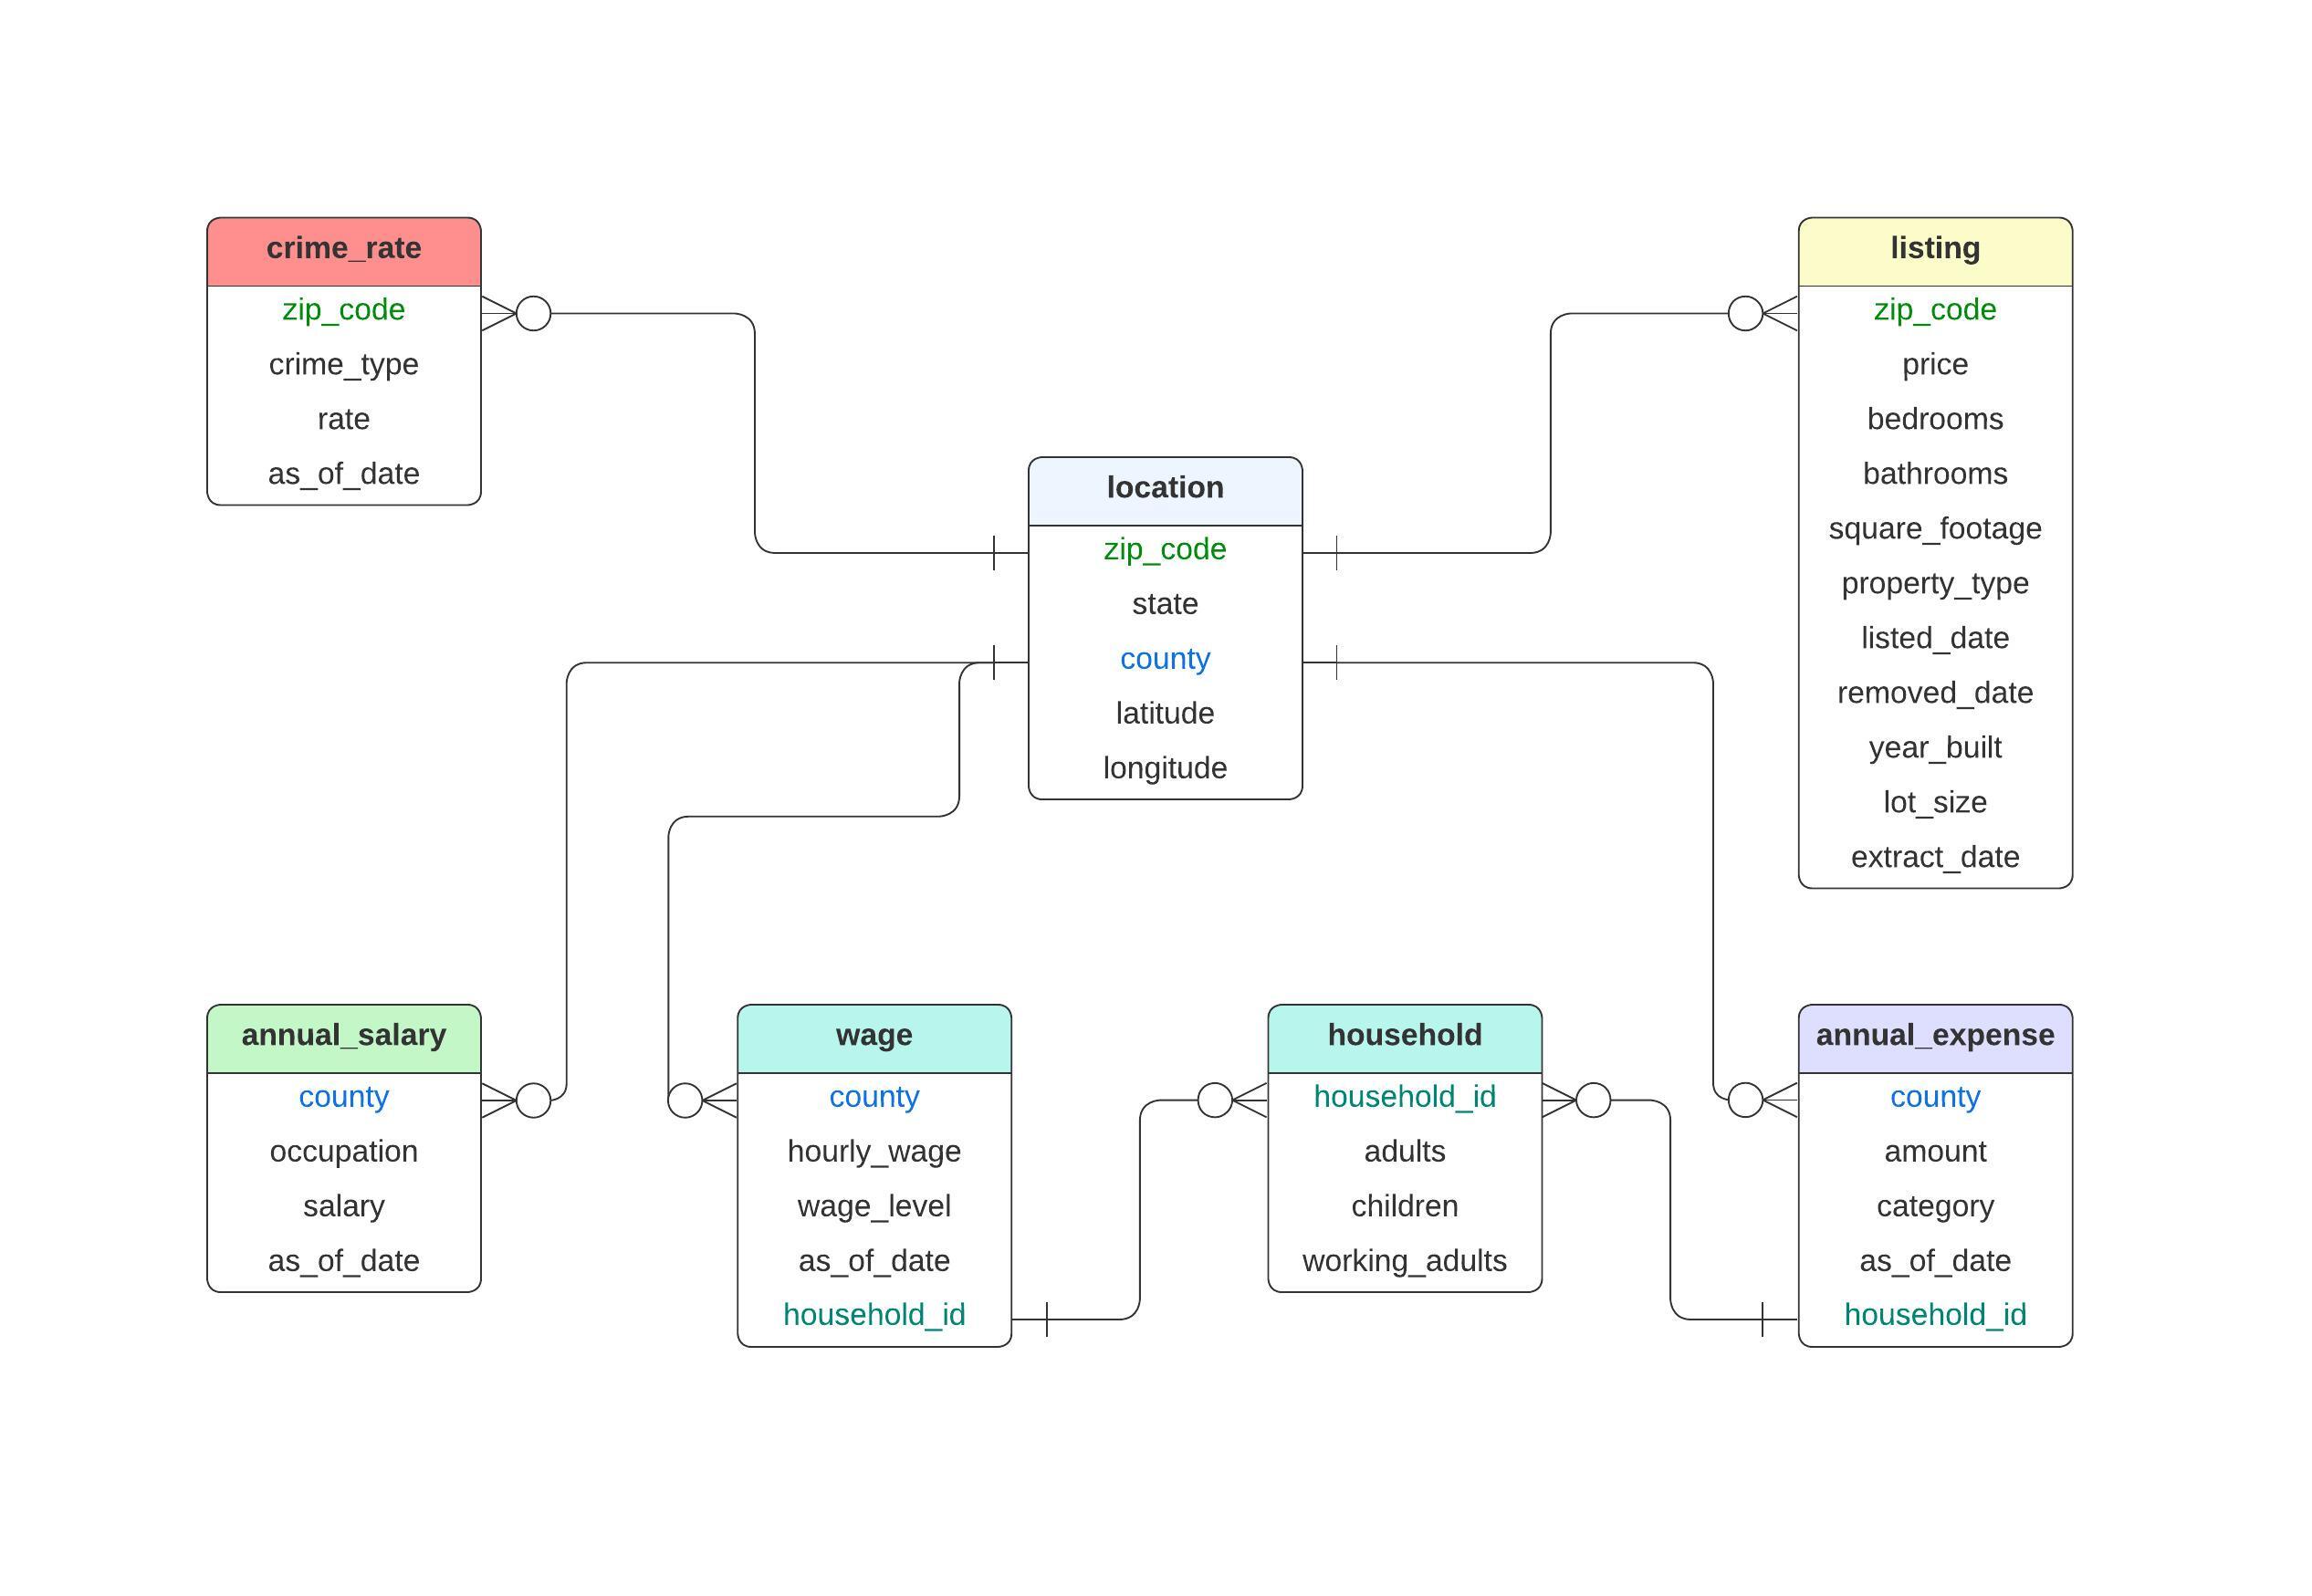 crime_rate
zip_code
crime_type
rate
as_of_date
listing
zip_code
price
bedrooms
bathrooms
square_footage
property_type
listed_date
removed_date
year_built
lot_size
extract_date
location
zip_code
state
county
latitude
longitude
annual_salary
county
occupation
salary
as_of_date
wage
county
hourly_wage
wage_level
as_of_date
household_id
household
household_id
adults
children
working_adults
annual_expense
county
amount
category
as_of_date
household_id